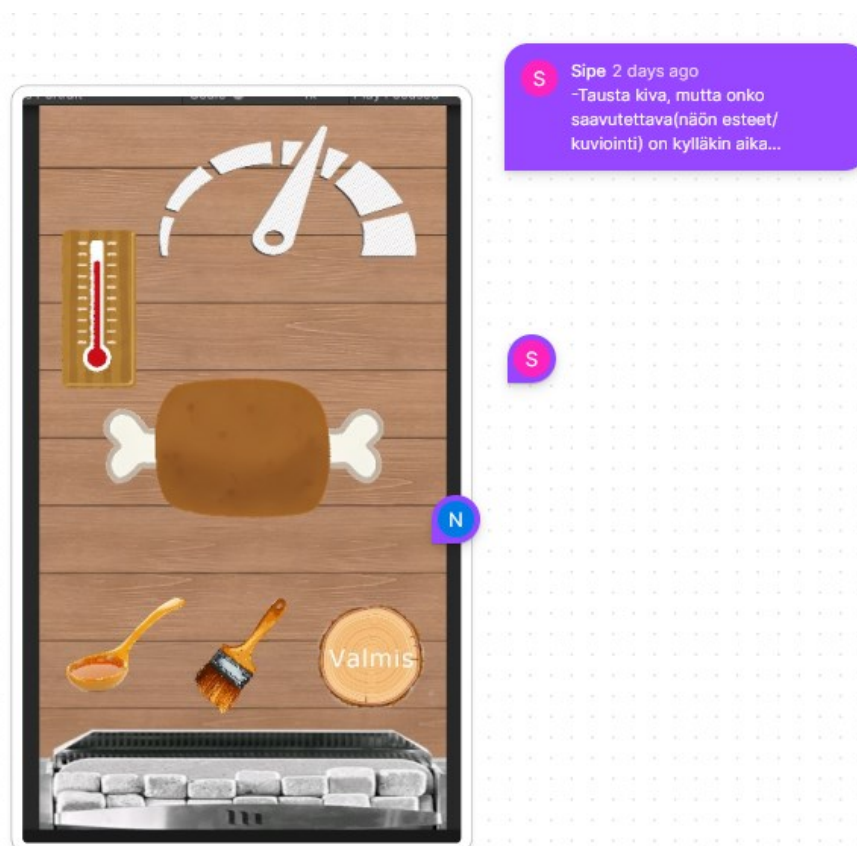 S
Sipe 2 days ago
-Tausta kiva, mutta onko
saavutettava(näön esteet/
kuviointi) on kylläkin aika...
S
N
Valmis